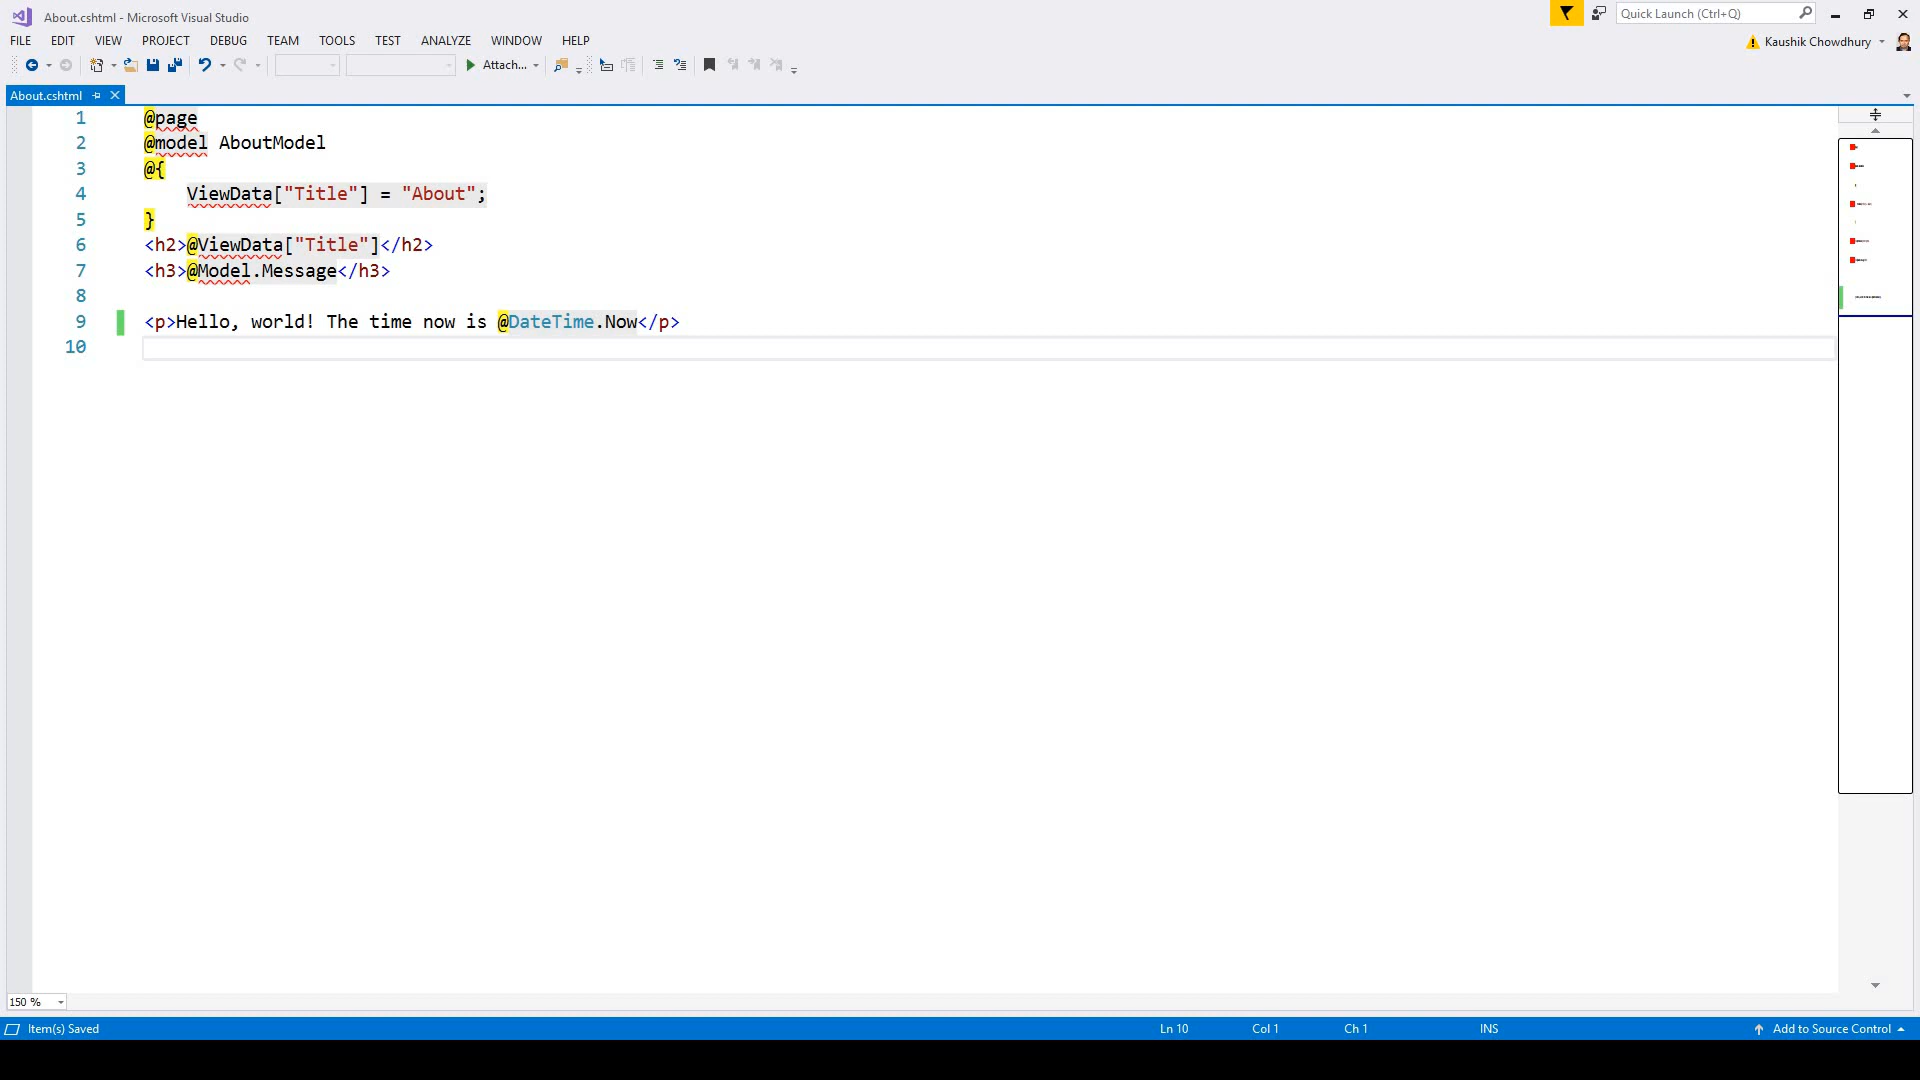 About.cshtml - Microsoft Visual Studio
Quick Launch (Ctrl+Q)
FILE EDIT VIEW PROJECT DEBUG TEAM TOOLS TEST ANALYZE WINDOW HELP
Kaushik Chowdhury
Attach...
About.cshtml
1 @page
2 @model AboutModel
3 @{
4 ViewData["Title"] = "About";
5 }
6 <h2>@ViewData["Title"]</h2>
7 <h3>@Model.Message</h3>
8
9 <p>Hello, world! The time now is @DateTime.Now</p>
10
150 %
Item(s) Saved
Ln 10 Col 1 Ch 1 INS
Add to Source Control